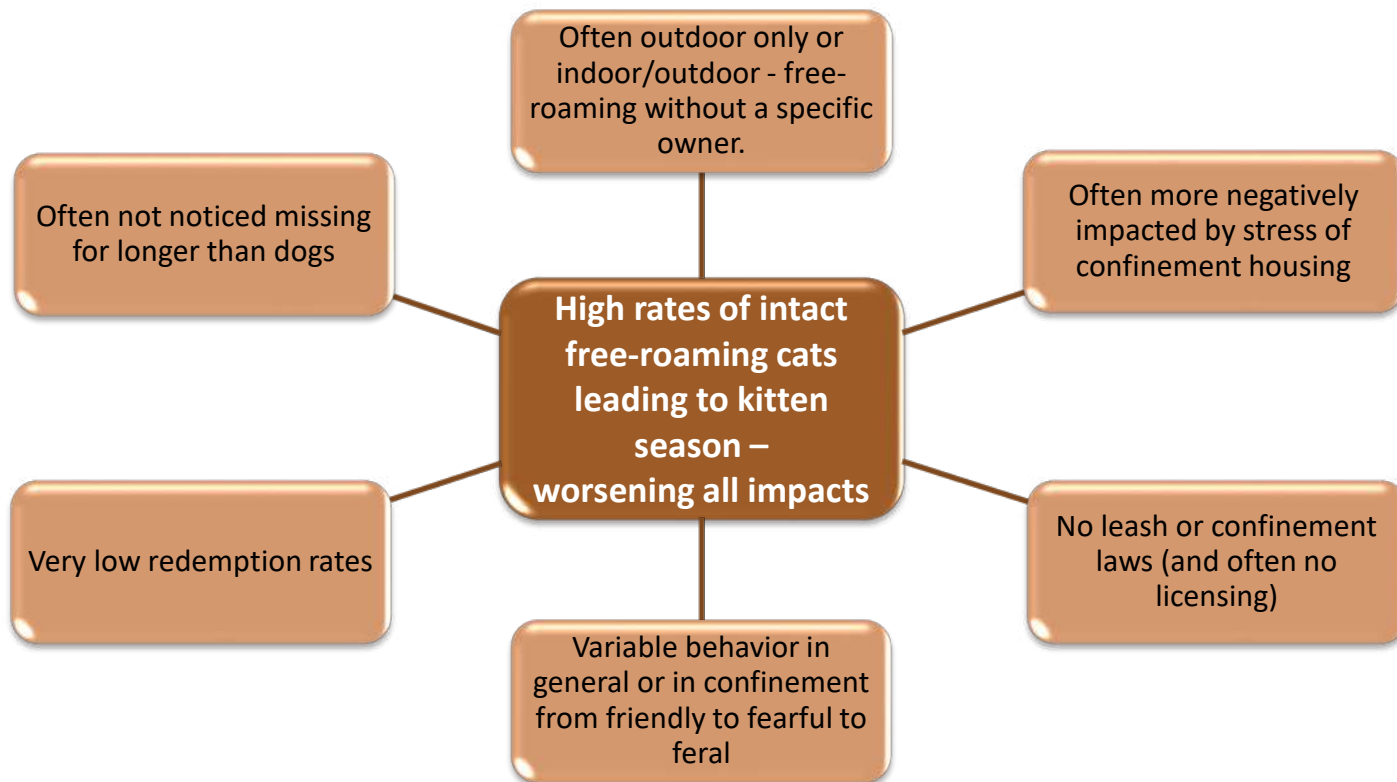 Often outdoor only or
indoor/outdoor - free-
roaming without a specific
owner.
Often not noticed missing
for longer than dogs
Often more negatively
impacted by stress of
confinement housing
High rates of intact
free-roaming cats
leading to kitten
season –
worsening all impacts
Very low redemption rates
No leash or confinement
laws (and often no
licensing)
Variable behavior in
general or in confinement
from friendly to fearful to
feral